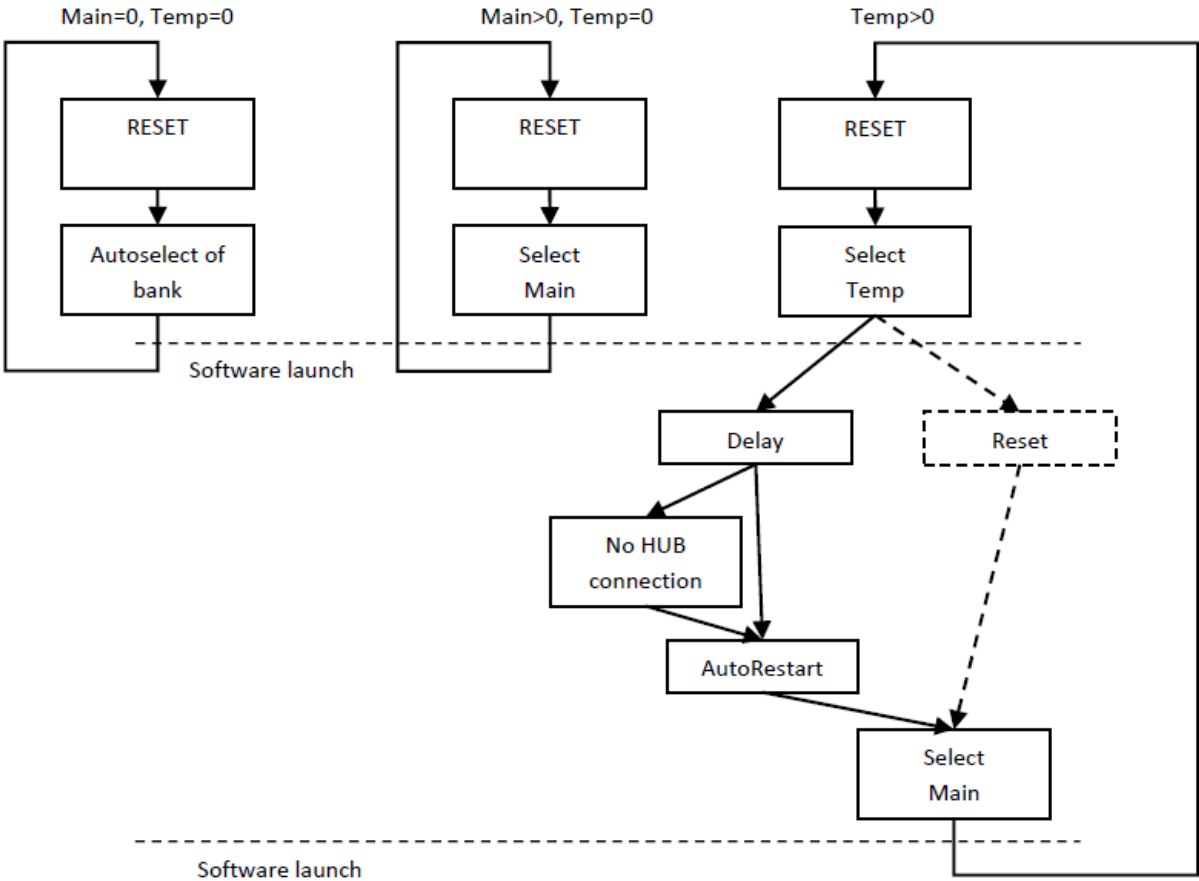 Main=0, Temp=0
Main>0, Temp=0
Temp>0
RESET
RESET
RESET
Autoselect of
bank
Select
Main
Select
Temp
Software launch
Delay
Reset
No HUB
connection
AutoRestart
Select
Main
Software launch